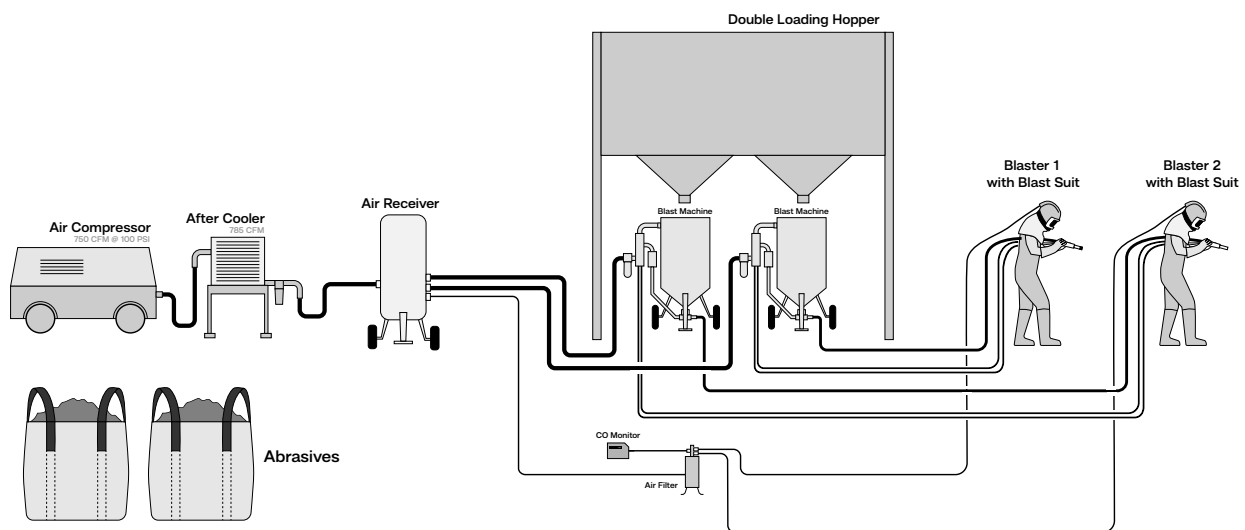 Double Loading Hopper
Blaster 1
with Blast Suit
Blaster 2
with Blast Suit
Air Receiver
After Cooler
785 CFM
Air Compressor
750 CFM @ 100 PSI
Blast Machine
Blast Machine
CO Monitor
Air Filter
Abrasives